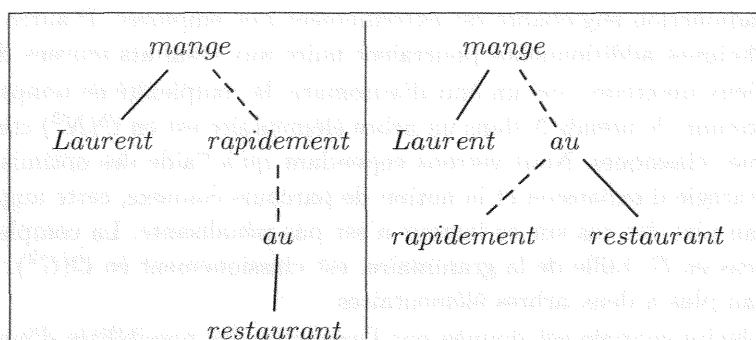 mange
Laurent rapidement
au
restaurant
mange
Laurent au
rapidement restaurant